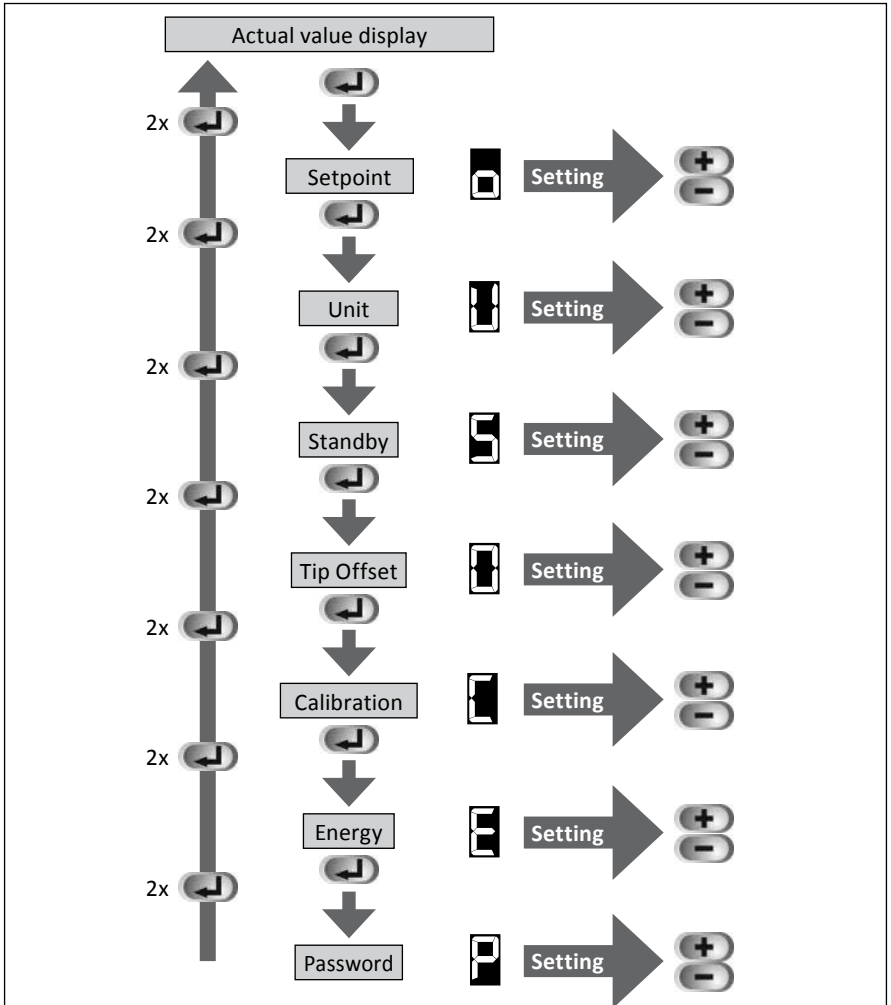 Actual value display
2x
Setpoint o Setting + -
2x
Unit U Setting + -
2x
Standby S Setting + -
2x
Tip Offset O Setting + -
2x
Calibration C Setting + -
2x
Energy E Setting + -
2x
Password P Setting + -